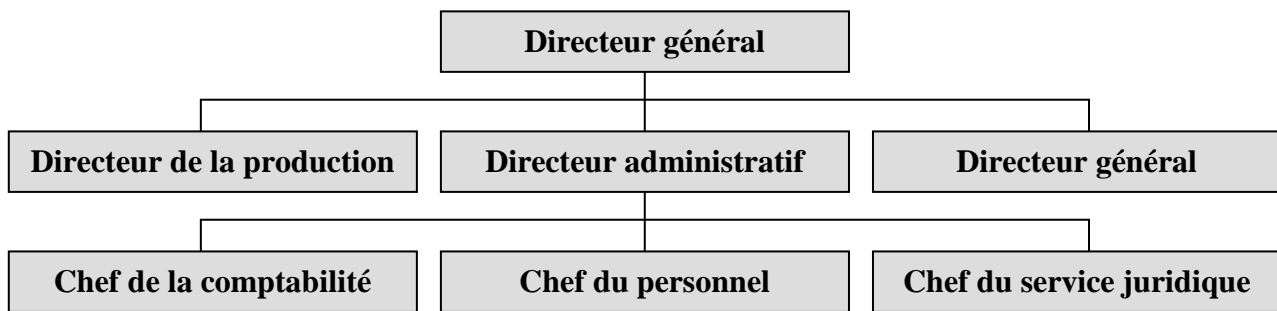 Directeur général
Directeur de la production
Directeur administratif
Directeur général
Chef de la comptabilité
Chef du personnel
Chef du service juridique